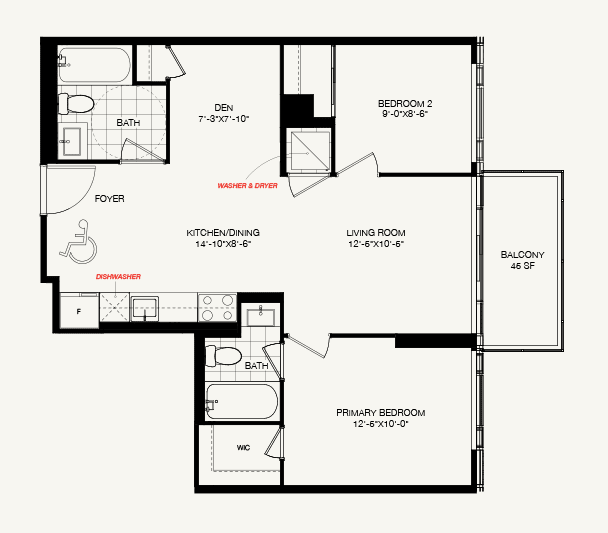 BEDROOM 2
9'-0"X8'-6"
DEN
7'-3"X7'-10"
BATH
WASHER & DRYER
FOYER
KITCHEN/DINING
14'-10"X8'-6"
LIVING ROOM
12'-6"X10'-6"
BALCONY
45 SF
DISHWASHER
F
BATH
PRIMARY BEDROOM
12'-6"X10'-0"
WIC